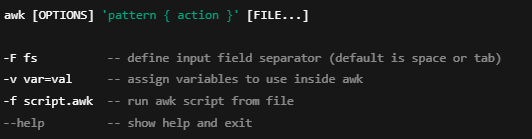 awk [OPTIONS] 'pattern { action }' [FILE...]
-F fs -- define input field separator (default is space or tab)
-v var=val -- assign variables to use inside awk
-f script.awk -- run awk script from file
--help -- show help and exit